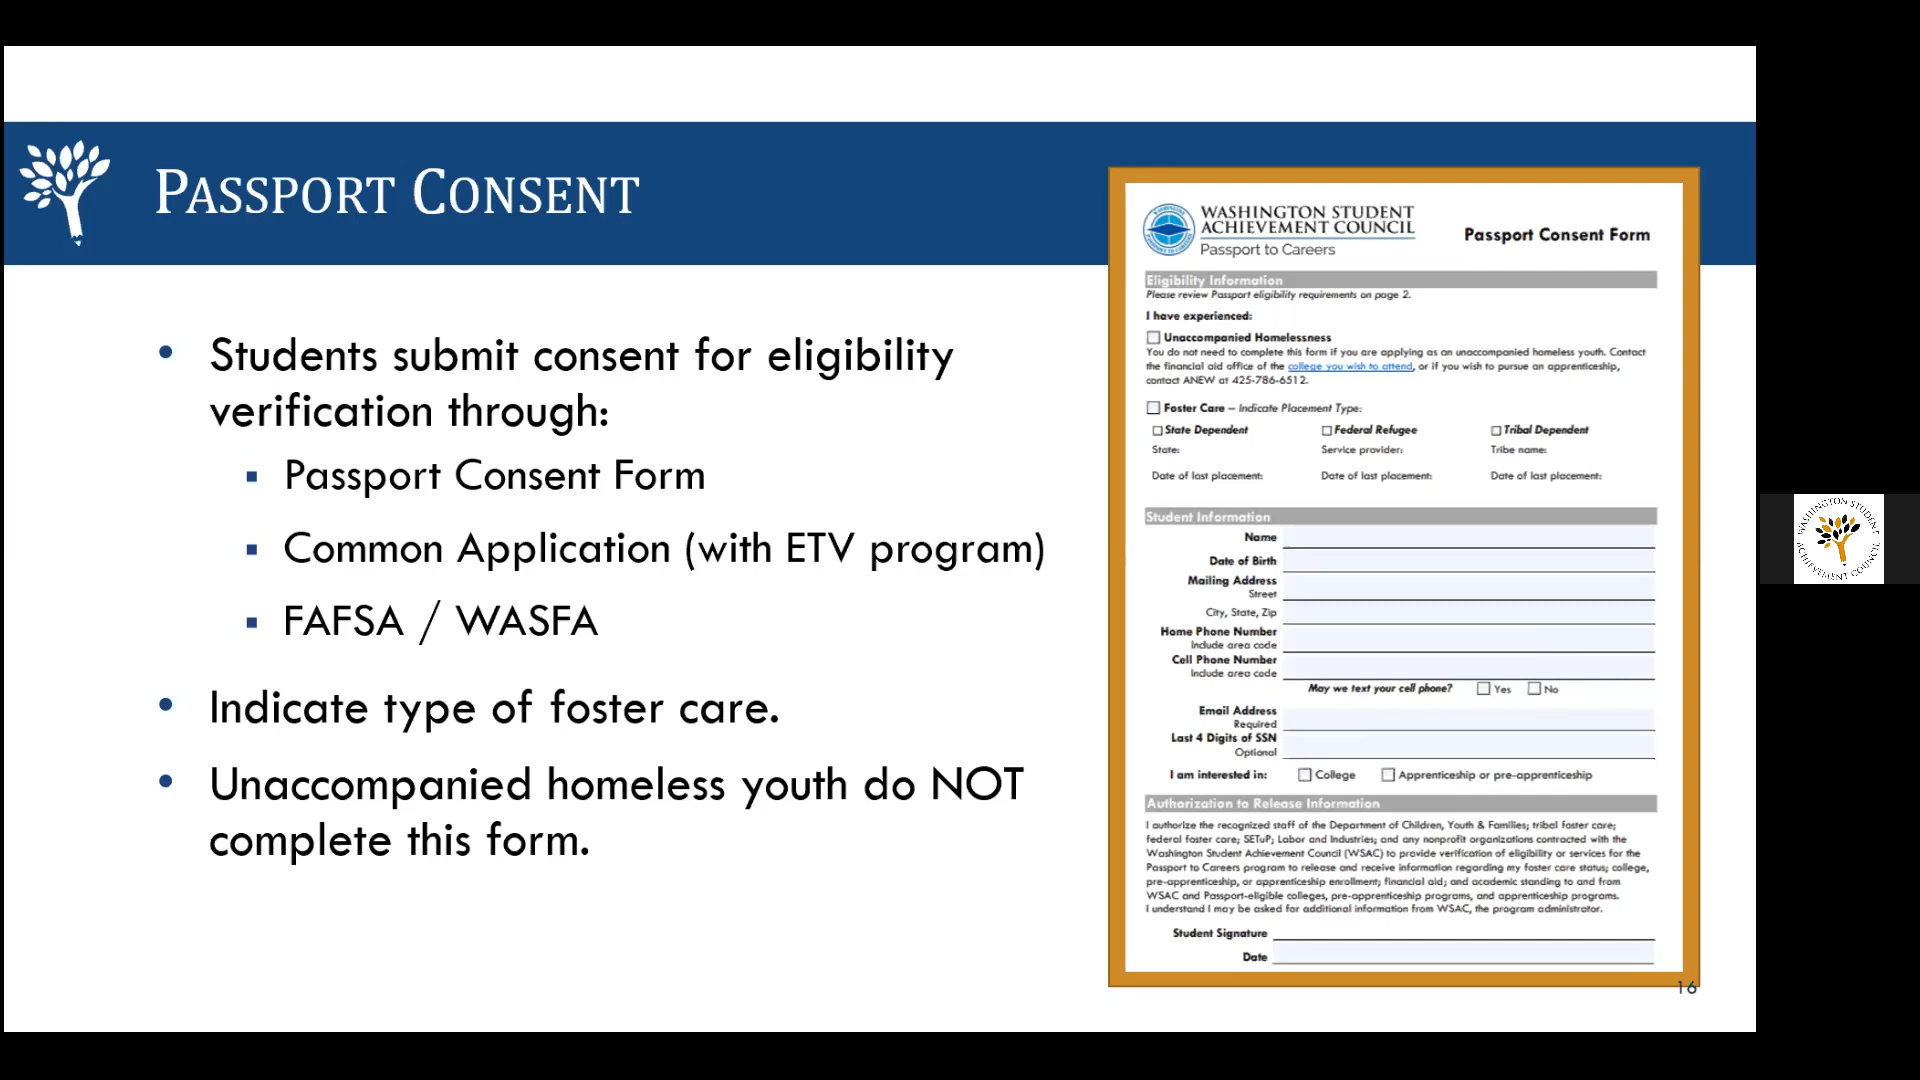 PASSPORT CONSENT
• Students submit consent for eligibility
verification through:
▪ Passport Consent Form
▪ Common Application (with ETV program)
▪ FAFSA / WASFA
• Indicate type of foster care.
• Unaccompanied homeless youth do NOT
complete this form.
WASHINGTON STUDENT
ACHIEVEMENT COUNCIL
Passport to Careers
Passport Consent Form
Eligibility Information
Please review Passport eligibility requirements on page 2.
I have experienced:
Unaccompanied Homelessness
You do not need to complete this form if you are applying as an unaccompanied homeless youth. Contact
the financial aid office of the college you wish to attend, or if you wish to pursue an apprenticeship,
contact ANEW at 425-786-6512.
Foster Care – Indicate Placement Type:
State Dependent Federal Refugee Tribal Dependent
State: Service provider: Tribe name:
Date of last placement: Date of last placement: Date of last placement:
Student Information
Name
Date of Birth
Mailing Address
Street
City, State, Zip
Home Phone Number
Include area code
Cell Phone Number
Include area code
May we text your cell phone? Yes No
Email Address
Required
Last 4 Digits of SSN
Optional
I am interested in: College Apprenticeship or pre-apprenticeship
Authorization to Release Information
I authorize the recognized staff of the Department of Children, Youth & Families; tribal foster care;
federal foster care; SETuP; Labor and Industries; and any nonprofit organizations contracted with the
Washington Student Achievement Council (WSAC) to provide verification of eligibility or services for the
Passport to Careers program to release and receive information regarding my foster care status; college,
pre-apprenticeship, or apprenticeship enrollment; financial aid; and academic standing to and from
WSAC and Passport-eligible colleges, pre-apprenticeship programs, and apprenticeship programs.
I understand I may be asked for additional information from WSAC, the program administrator.
Student Signature
Date
16
WASHINGTON STUDENT
ACHIEVEMENT COUNCIL